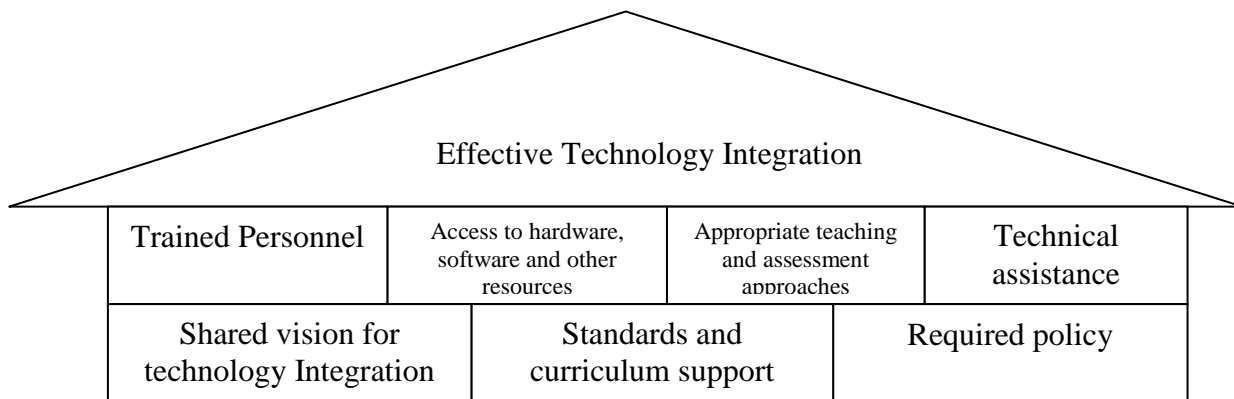 Effective Technology Integration
Trained Personnel
Access to hardware,
software and other
resources
Appropriate teaching
and assessment
approaches
Technical
assistance
Shared vision for
technology Integration
Standards and
curriculum support
Required policy